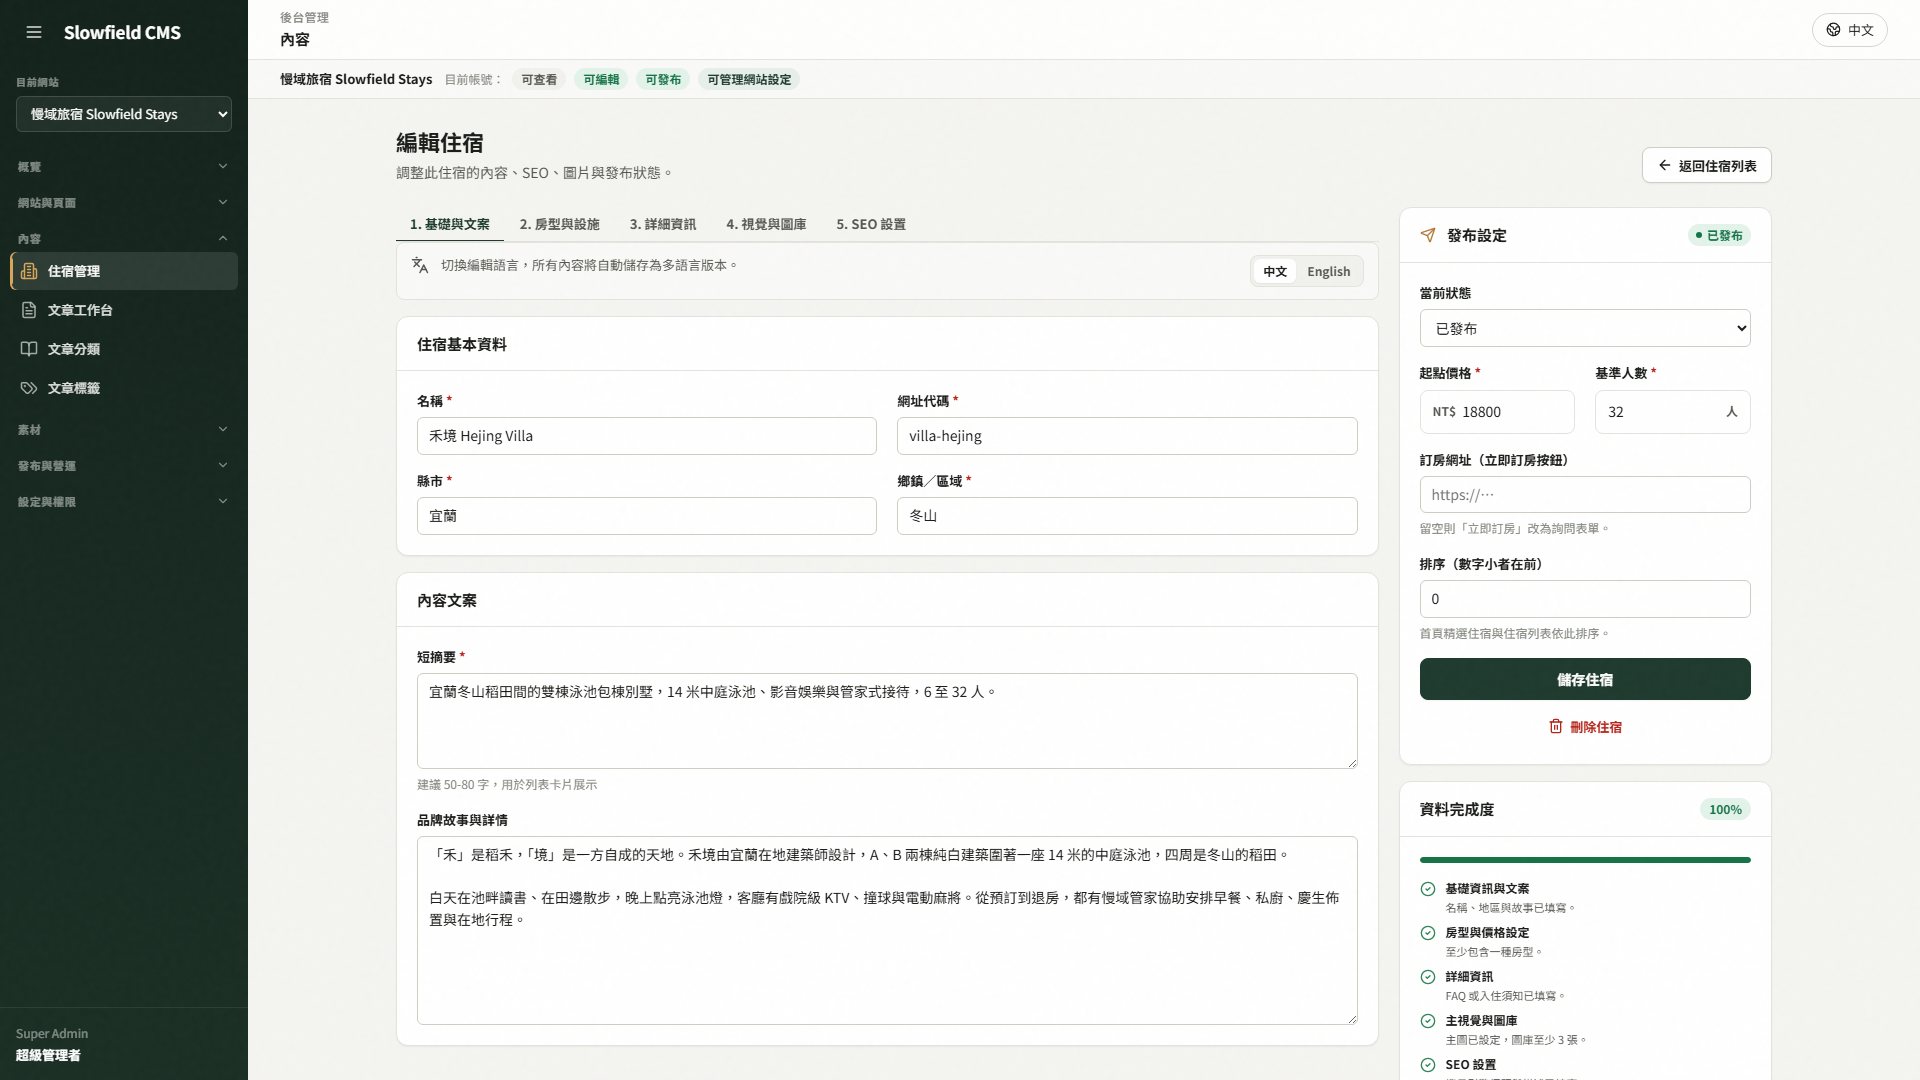 Slowfield CMS
目前網站
慢域旅宿 Slowfield Stays
概覽
網站與頁面
內容
住宿管理
文章工作台
文章分類
文章標籤
素材
發布與營運
設定與權限
Super Admin
超級管理者
後台管理
內容
中文
慢域旅宿 Slowfield Stays 目前帳號： 可查看 可編輯 可發布 可管理網站設定
編輯住宿
調整此住宿的內容、SEO、圖片與發布狀態。
返回住宿列表
1. 基礎與文案 2. 房型與設施 3. 詳細資訊 4. 視覺與圖庫 5. SEO 設置
切換編輯語言，所有內容將自動儲存為多語言版本。
中文 English
住宿基本資料
名稱 *
禾境 Hejing Villa
網址代碼 *
villa-hejing
縣市 *
宜蘭
鄉鎮／區域 *
冬山
內容文案
短摘要 *
宜蘭冬山稻田間的雙棟泳池包棟別墅，14 米中庭泳池、影音娛樂與管家式接待，6 至 32 人。
建議 50-80 字，用於列表卡片展示
品牌故事與詳情
「禾」是稻禾，「境」是一方自成的天地。禾境由宜蘭在地建築師設計，A、B 兩棟純白建築圍著一座 14 米的中庭泳池，四周是冬山的稻田。
白天在池畔讀書、在田邊散步，晚上點亮泳池燈，客廳有戲院級 KTV、撞球與電動麻將。從預訂到退房，都有慢域管家協助安排早餐、私廚、慶生佈
置與在地行程。
發布設定
已發布
當前狀態
已發布
起點價格 *
NT$ 18800
基準人數 *
32 人
訂房網址（立即訂房按鈕）
https://…
留空則「立即訂房」改為詢問表單。
排序（數字小者在前）
0
首頁精選住宿與住宿列表依此排序。
儲存住宿
刪除住宿
資料完成度
100%
基礎資訊與文案
名稱、地區與故事已填寫。
房型與價格設定
至少包含一種房型。
詳細資訊
FAQ 或入住須知已填寫。
主視覺與圖庫
主圖已設定，圖庫至少 3 張。
SEO 設置